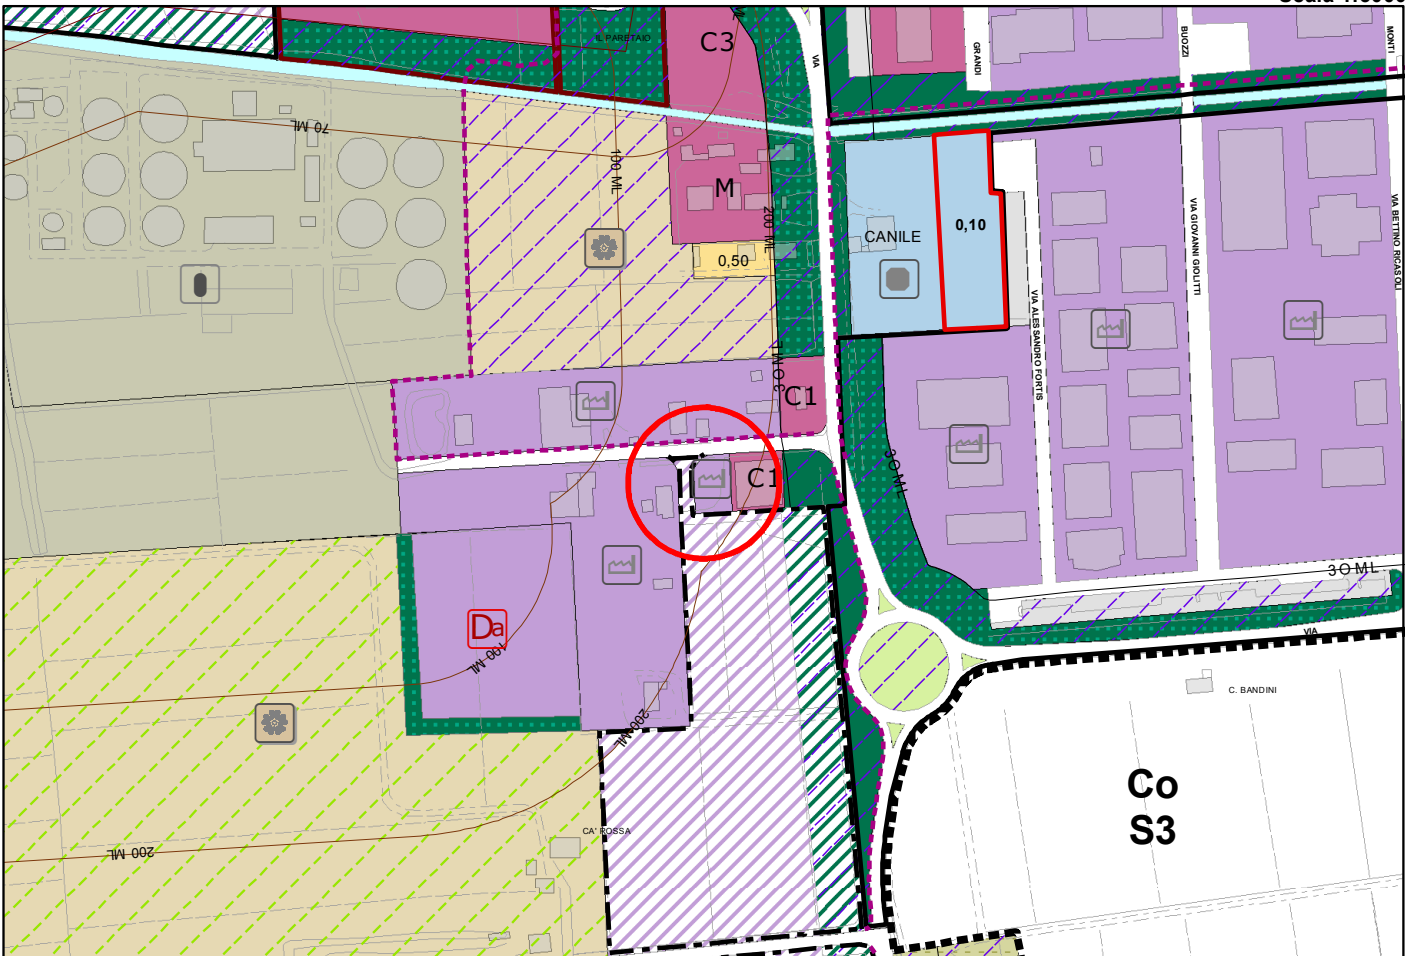 IL PARETAIO
C3
VIA
GRANDI
BUOZZI
MONTI
70 ML
100 ML
M
200 ML
0,50
CANILE
0,10
VIA ALESSANDRO FORTIS
VIA GIOVANNI GIOLITTI
VIA BETTINO RICASOLI
30 ML
C1
C1
30 ML
30 ML
Da
100 ML
200 ML
VIA
C. BANDINI
Co
S3
CA' ROSSA
200 ML